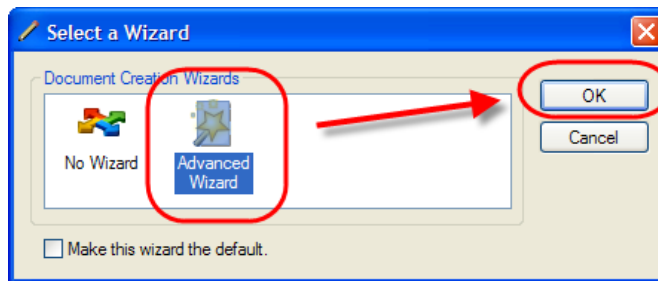 Select a Wizard
Document Creation Wizards
OK
Cancel
No Wizard
Advanced
Wizard
Make this wizard the default.